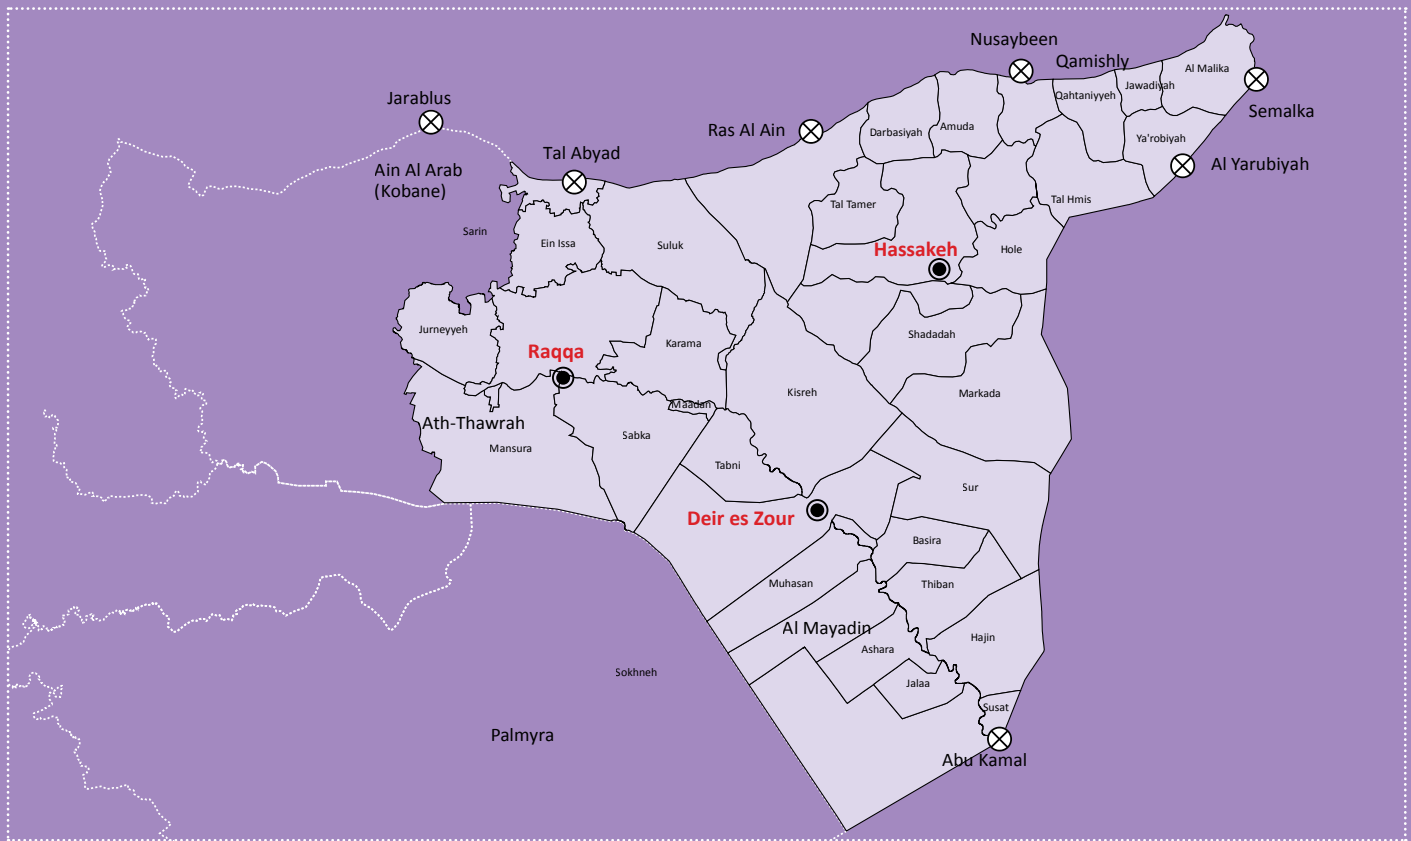 Nusaybeen
Qamishly
Al Malika
Jawadiyah
Qahtaniyyeh
Semalka
Jarablus
Ras Al Ain
Darbasiyah
Amuda
Ya'robiyah
Tal Abyad
Al Yarubiyah
Ain Al Arab
(Kobane)
Tal Tamer
Tal Hmis
Sarin
Ein Issa
Suluk
Hassakeh
Hole
Jurneyyeh
Karama
Shadadah
Raqqa
Kisreh
Markada
Maadan
Ath-Thawrah
Sabka
Mansura
Tabni
Sur
Deir es Zour
Basira
Muhasan
Thiban
Al Mayadin
Hajin
Ashara
Sokhneh
Jalaa
Susat
Palmyra
Abu Kamal